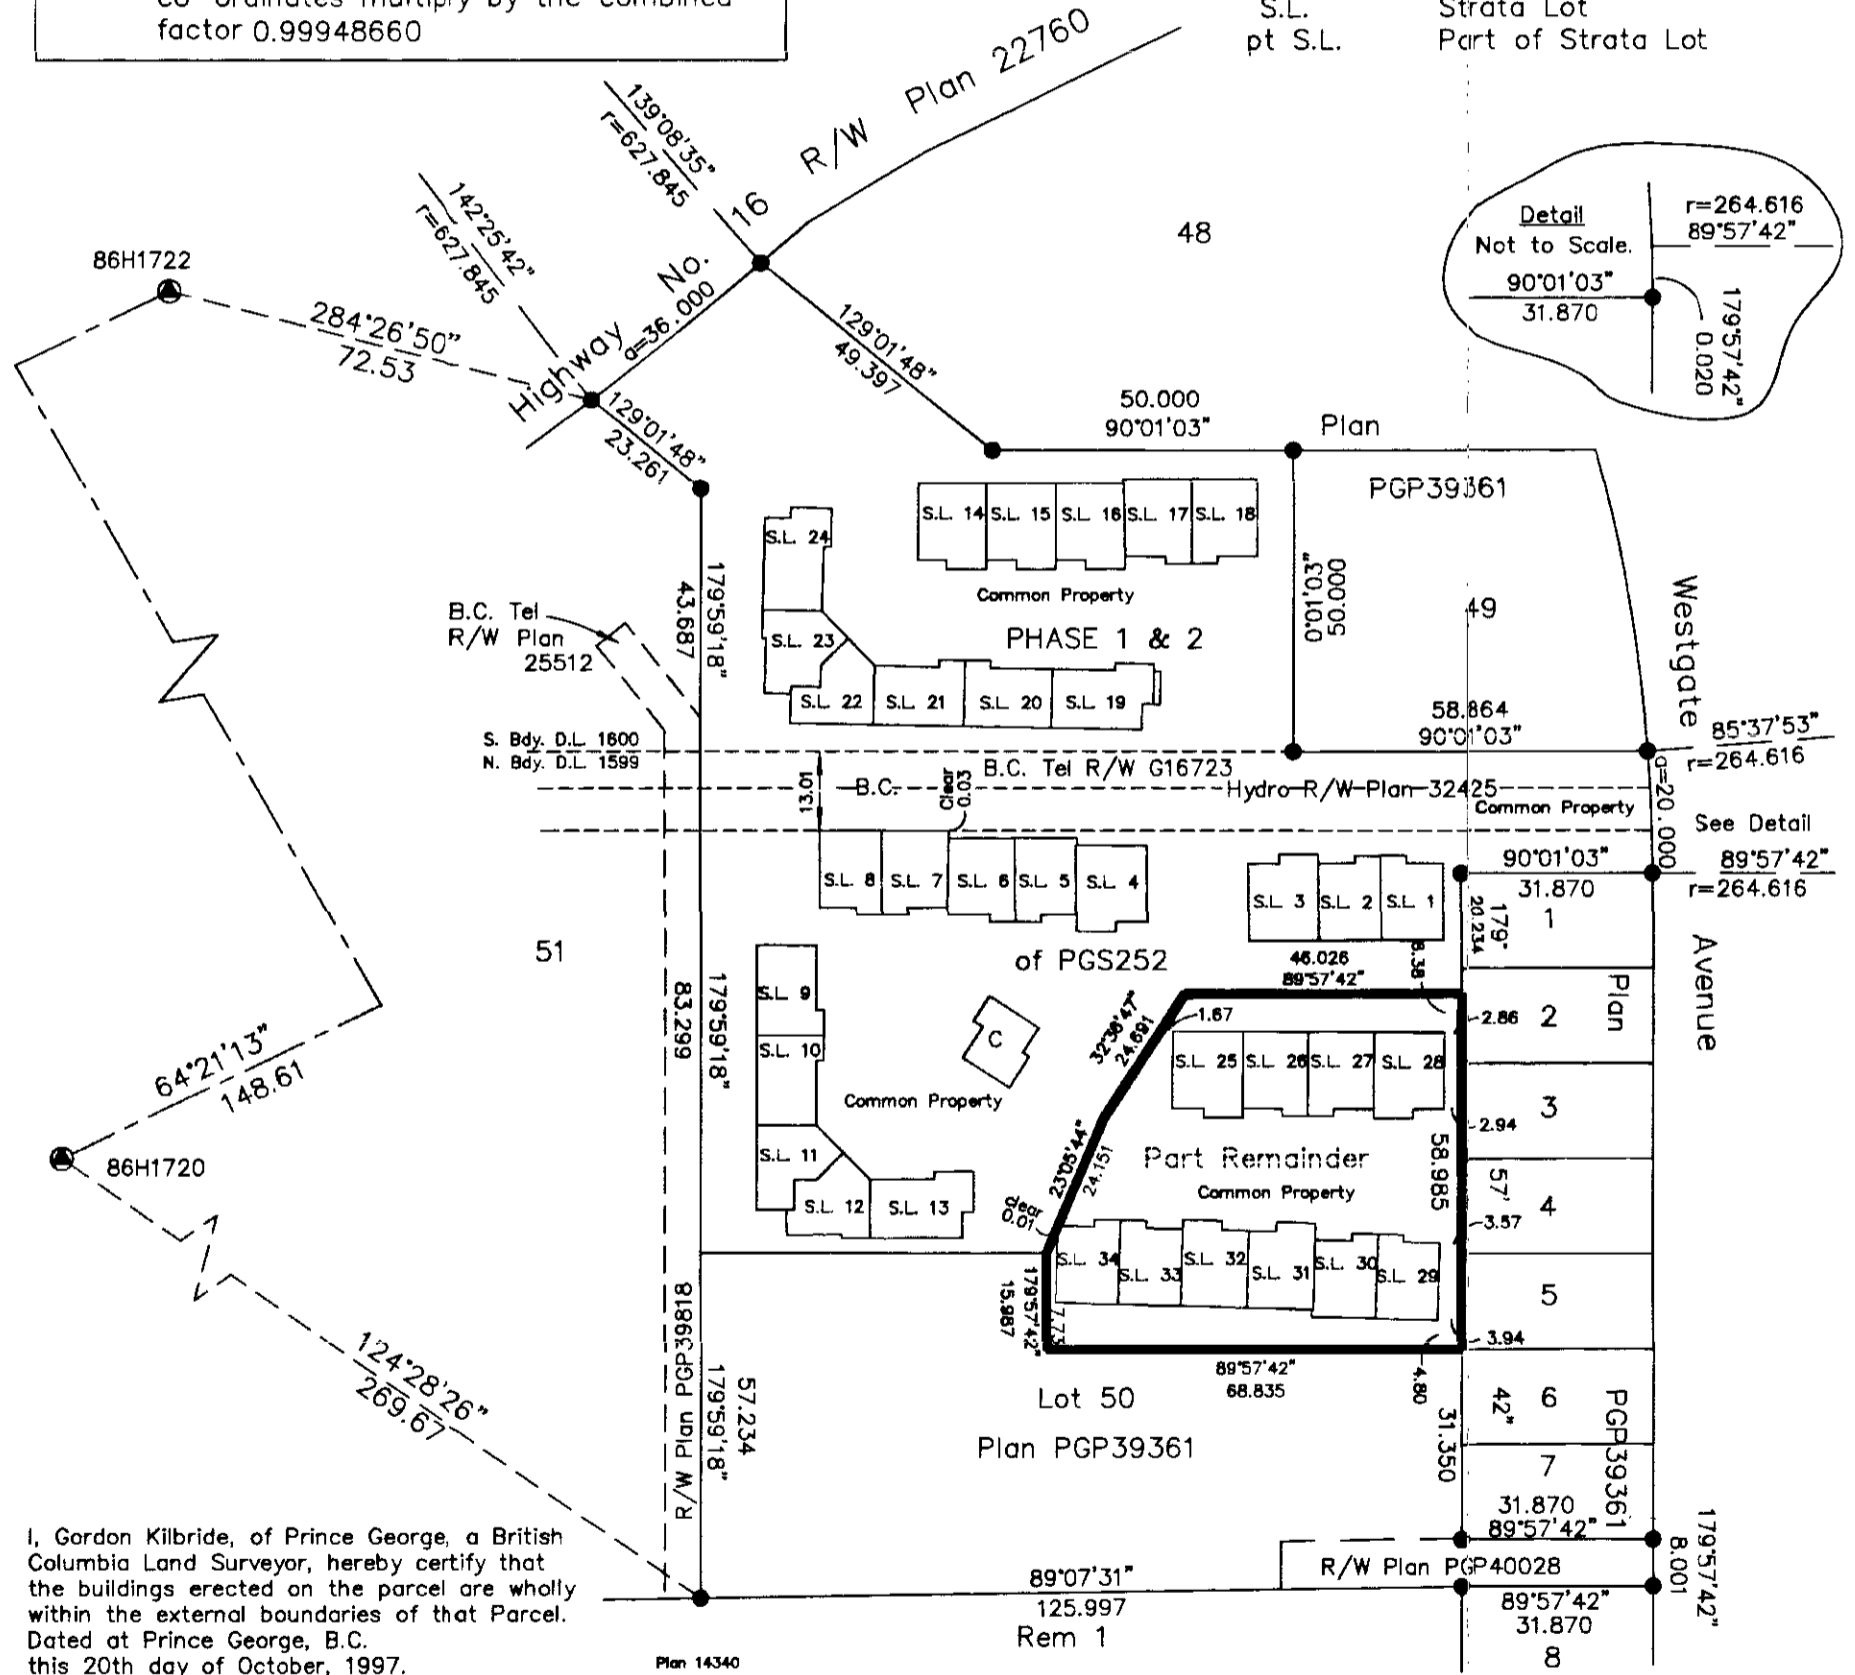 co-ordinates multiply by the combined
factor 0.99948660
S.L. Strata Lot
pt S.L. Part of Strata Lot
R/W Plan 22760
139°08'35"
r=627.845
16
142°25'42"
r=627.845
No.
Highway
a=36.000
48
Detail
Not to Scale.
90°01'03"
31.870
r=264.616
89°57'42"
179°57'42"
0.020
86H1722
284°26'50"
72.53
129°01'48"
49.397
129°01'48"
23.261
50.000
90°01'03"
Plan
PGP39361
S.L. 14
S.L. 15
S.L. 16
S.L. 17
S.L. 18
S.L. 24
Common Property
179°59'18"
43.687
50.000
0°01'03"
49
Westgate
B.C. Tel
R/W Plan
25512
S.L. 23
PHASE 1 & 2
S.L. 22
S.L. 21
S.L. 20
S.L. 19
58.864
90°01'03"
85°37'53"
r=264.616
S. Bdy. D.L. 1600
N. Bdy. D.L. 1599
B.C. Tel R/W G16723
13.01
B.C.
Clear
0.03
Hydro R/W Plan 32425
Common Property
a=20.000
See Detail
90°01'03"
31.870
89°57'42"
r=264.616
S.L. 8
S.L. 7
S.L. 6
S.L. 5
S.L. 4
S.L. 3
S.L. 2
S.L. 1
179°
20.234
1
51
of PGS252
46.026
89°57'42"
8.38
Avenue
S.L. 9
179°59'18"
83.299
C
32°36'47"
24.691
1.67
2.86
2
Plan
S.L. 10
S.L. 25
S.L. 26
S.L. 27
S.L. 28
64°21'13"
148.61
Common Property
3
2.94
86H1720
S.L. 11
23°05'44"
24.151
Part Remainder
Common Property
58.985
57'
4
3.57
S.L. 12
S.L. 13
clear
0.01
S.L. 34
S.L. 33
S.L. 32
S.L. 31
S.L. 30
S.L. 29
5
179°57'42"
15.987
7.73
3.94
89°57'42"
68.835
4.80
124°28'26"
269.67
R/W Plan PGP39818
57.234
179°59'18"
Lot 50
Plan PGP39361
31.350
42"
6
PGP39361
7
31.870
89°57'42"
179°57'42"
8.001
R/W Plan PGP40028
89°07'31"
125.997
89°57'42"
31.870
Rem 1
8
Plan 14340
I, Gordon Kilbride, of Prince George, a British
Columbia Land Surveyor, hereby certify that
the buildings erected on the parcel are wholly
within the external boundaries of that Parcel.
Dated at Prince George, B.C.
this 20th day of October, 1997.